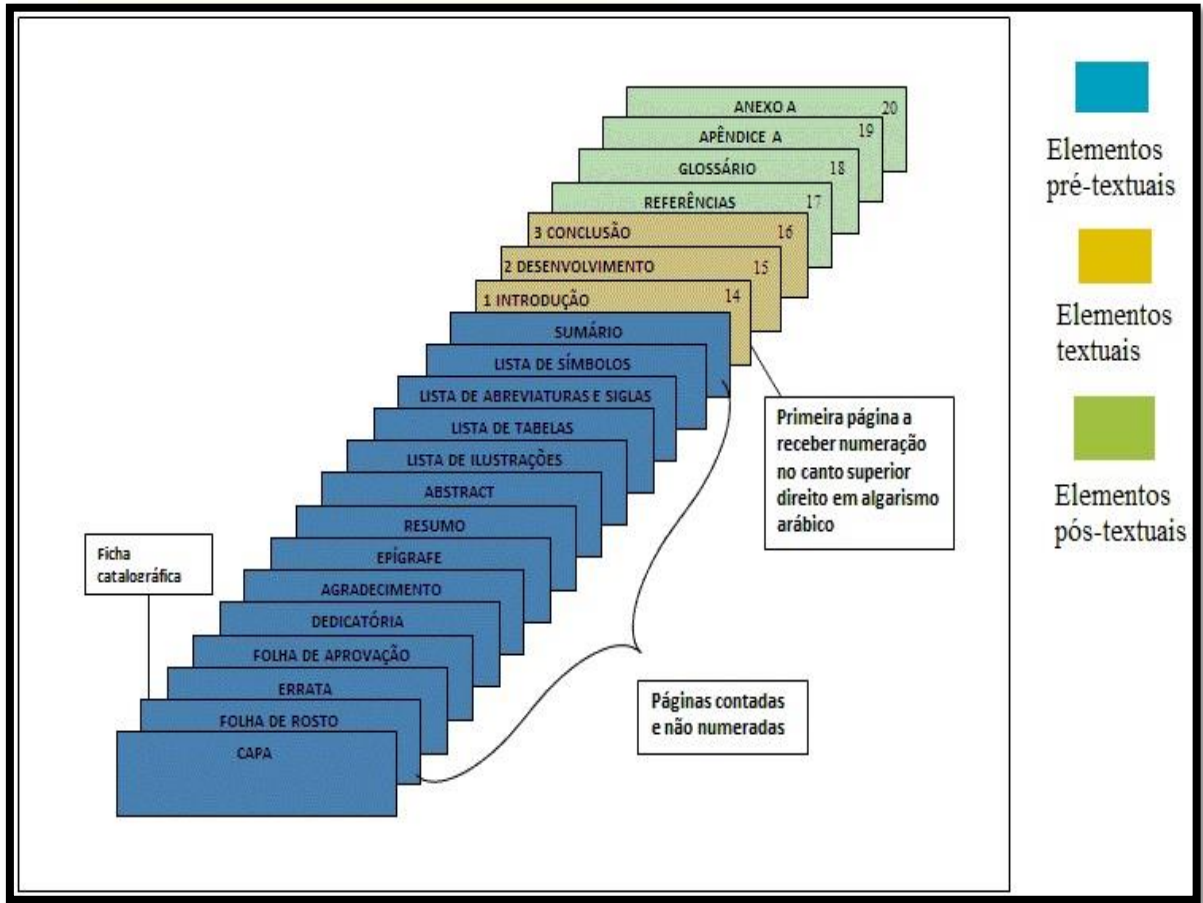 ANEXO A 20
APÊNDICE A 19
GLOSSÁRIO 18
REFERÊNCIAS 17
3 CONCLUSÃO 16
2 DESENVOLVIMENTO 15
1 INTRODUÇÃO 14
SUMÁRIO
LISTA DE SÍMBOLOS
LISTA DE ABREVIATURAS E SIGLAS
LISTA DE TABELAS
LISTA DE ILUSTRAÇÕES
ABSTRACT
RESUMO
EPÍGRAFE
AGRADECIMENTO
DEDICATÓRIA
FOLHA DE APROVAÇÃO
ERRATA
FOLHA DE ROSTO
CAPA
Ficha
catalográfica
Primeira página a
receber numeração
no canto superior
direito em algarismo
arábico
Páginas contadas
e não numeradas
Elementos
pré-textuais
Elementos
textuais
Elementos
pós-textuais